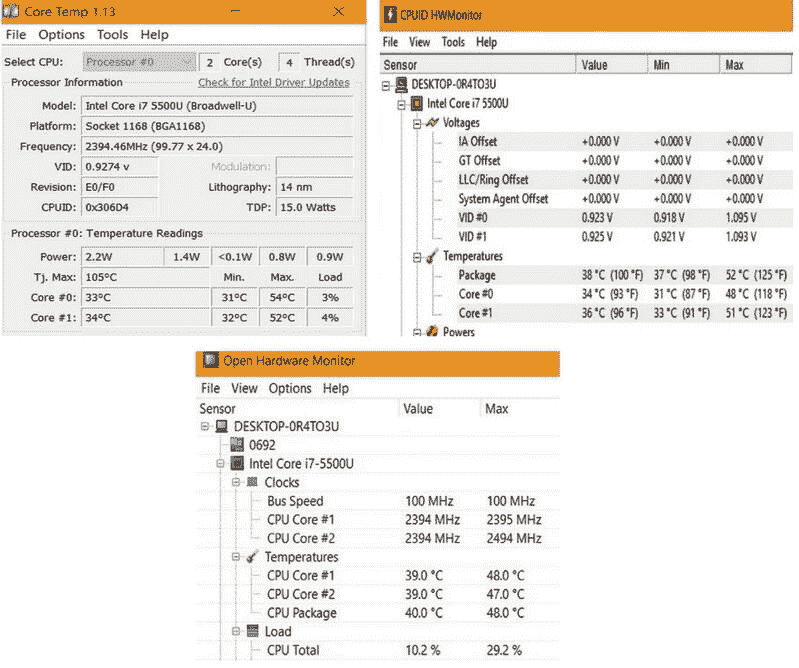 Core Temp 1.13
File Options Tools Help
Select CPU: Processor #0 2 Core(s) 4 Thread(s)
Processor Information Check for Intel Driver Updates
Model: Intel Core i7 5500U (Broadwell-U)
Platform: Socket 1168 (BGA1168)
Frequency: 2394.46MHz (99.77 x 24.0)
VID: 0.9274 v Modulation:
Revision: E0/F0 Lithography: 14 nm
CPUID: 0x306D4 TDP: 15.0 Watts
Processor #0: Temperature Readings
Power: 2.2W 1.4W <0.1W 0.8W 0.9W
Tj. Max: 105°C Min. Max. Load
Core #0: 33°C 31°C 54°C 3%
Core #1: 34°C 32°C 52°C 4%
CPUID HWMonitor
File View Tools Help
Sensor Value Min Max
DESKTOP-0R4TO3U
Intel Core i7 5500U
Voltages
IA Offset +0.000 V +0.000 V +0.000 V
GT Offset +0.000 V +0.000 V +0.000 V
LLC/Ring Offset +0.000 V +0.000 V +0.000 V
System Agent Offset +0.000 V +0.000 V +0.000 V
VID #0 0.923 V 0.918 V 1.095 V
VID #1 0.925 V 0.921 V 1.093 V
Temperatures
Package 38 °C (100 °F) 37 °C (98 °F) 52 °C (125 °F)
Core #0 34 °C (93 °F) 31 °C (87 °F) 48 °C (118 °F)
Core #1 36 °C (96 °F) 33 °C (91 °F) 51 °C (123 °F)
Powers
Open Hardware Monitor
File View Options Help
Sensor Value Max
DESKTOP-0R4TO3U
0692
Intel Core i7-5500U
Clocks
Bus Speed 100 MHz 100 MHz
CPU Core #1 2394 MHz 2395 MHz
CPU Core #2 2394 MHz 2494 MHz
Temperatures
CPU Core #1 39.0 °C 48.0 °C
CPU Core #2 39.0 °C 47.0 °C
CPU Package 40.0 °C 48.0 °C
Load
CPU Total 10.2 % 29.2 %